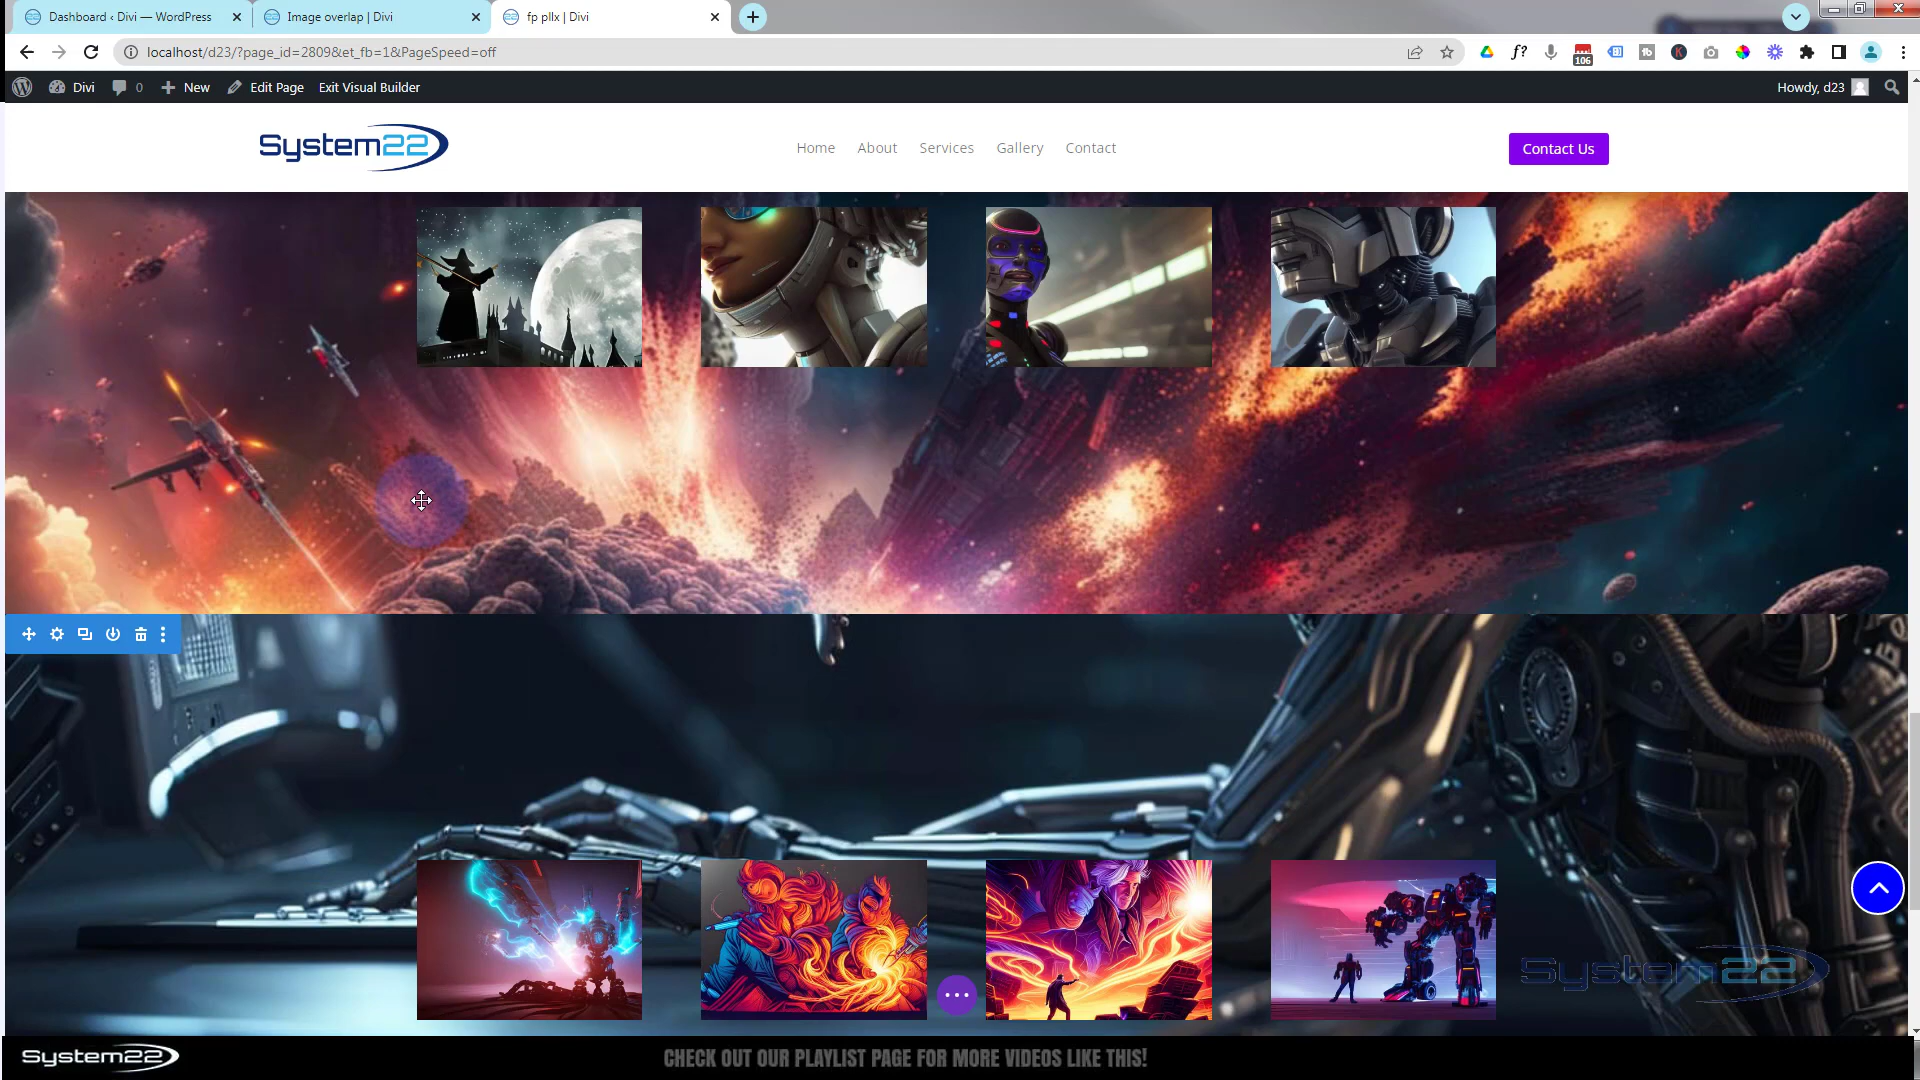 Dashboard ‹ Divi — WordPress
Image overlap | Divi
fp pllx | Divi
localhost/d23/?page_id=2809&et_fb=1&PageSpeed=off
f?
106
Divi
0
New
Edit Page
Exit Visual Builder
Howdy, d23
System22
Home
About
Services
Gallery
Contact
Contact Us
System22
System22
CHECK OUT OUR PLAYLIST PAGE FOR MORE VIDEOS LIKE THIS!